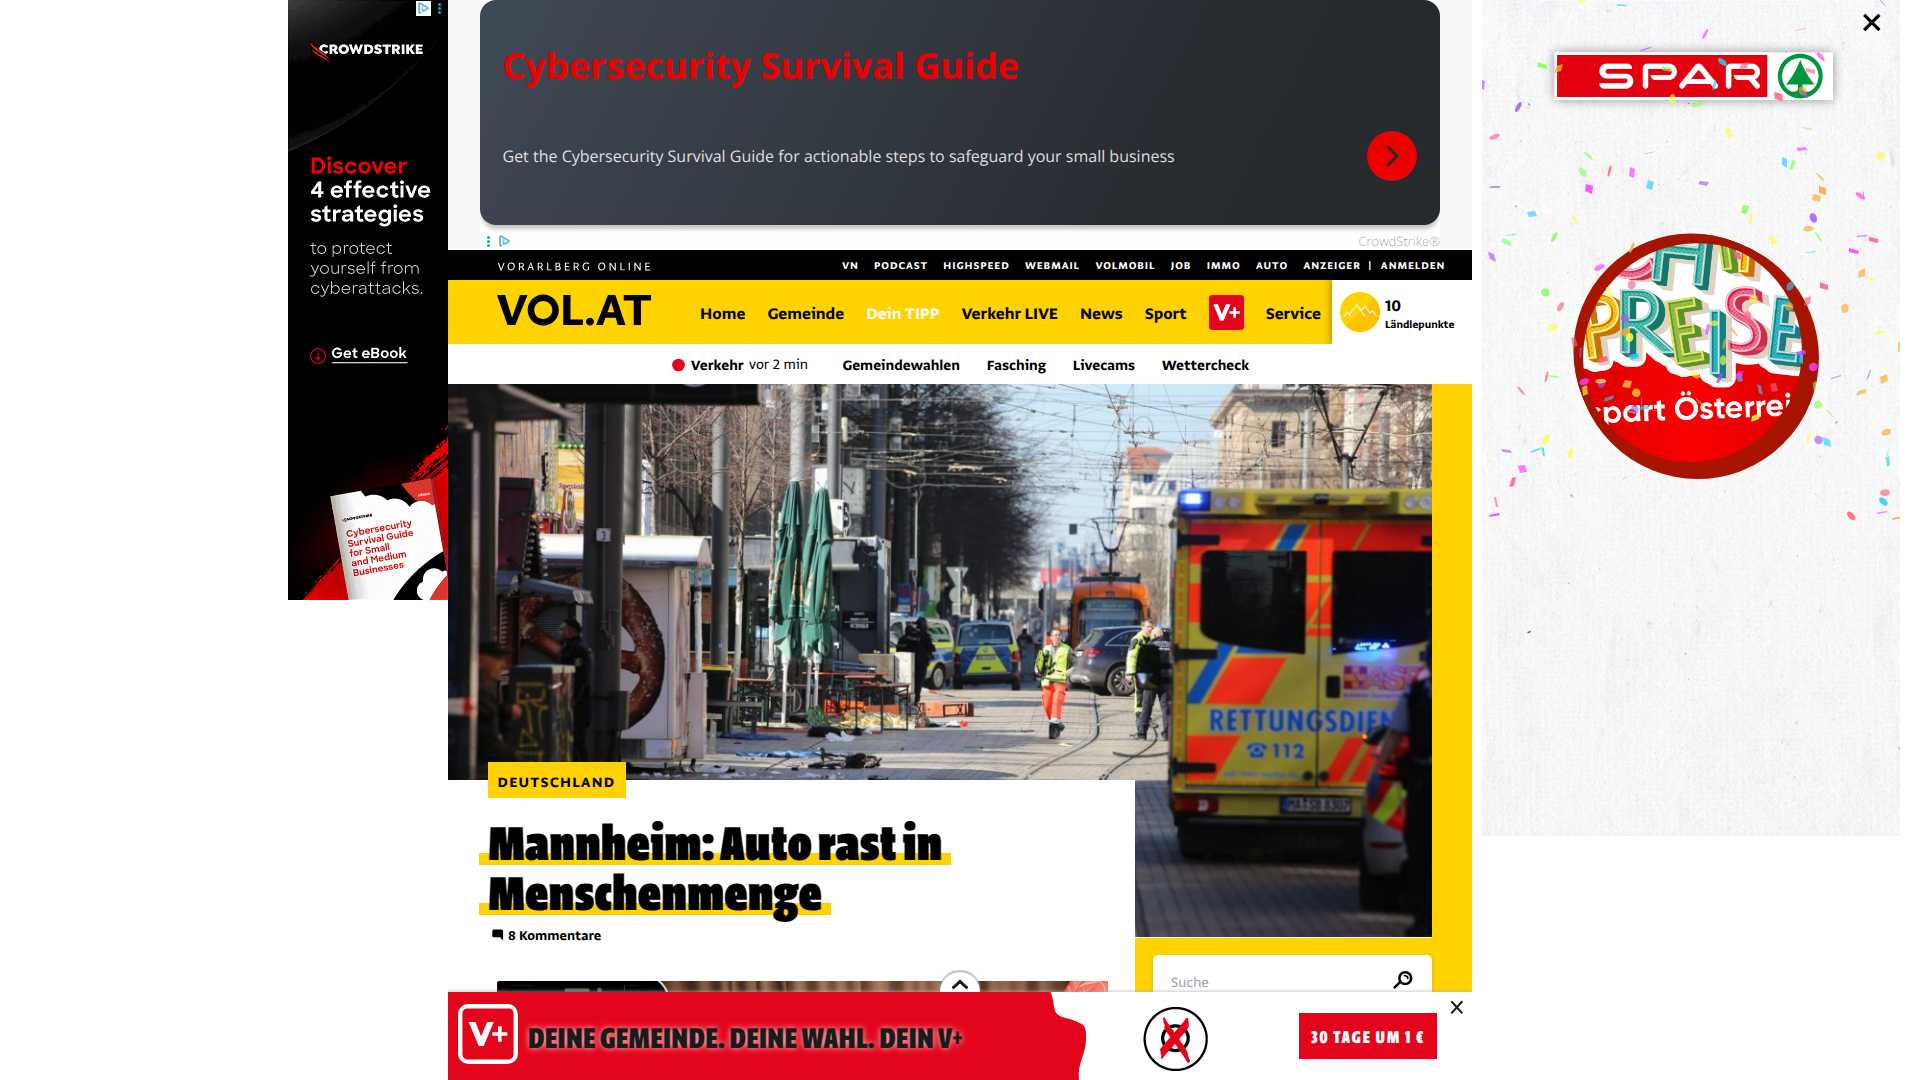 CROWDSTRIKE
Discover
4 effective
strategies
to protect
yourself from
cyberattacks.
Get eBook
CROWDSTRIKE
Cybersecurity
Survival Guide
for Small
and Medium
Businesses
Cybersecurity Survival Guide
Get the Cybersecurity Survival Guide for actionable steps to safeguard your small business
CrowdStrike®
VORARLBERG ONLINE
VN PODCAST HIGHSPEED WEBMAIL VOLMOBIL JOB IMMO AUTO ANZEIGER | ANMELDEN
VOL.AT
Home Gemeinde Dein TIPP Verkehr LIVE News Sport V+ Service
10
Ländlepunkte
Verkehr vor 2 min Gemeindewahlen Fasching Livecams Wettercheck
RETTUNGSDIEN
112
DEUTSCHLAND
Mannheim: Auto rast in
Menschenmenge
8 Kommentare
Suche
V+ DEINE GEMEINDE. DEINE WAHL. DEIN V+
30 TAGE UM 1 €
SPAR
PREISE
part Österrei